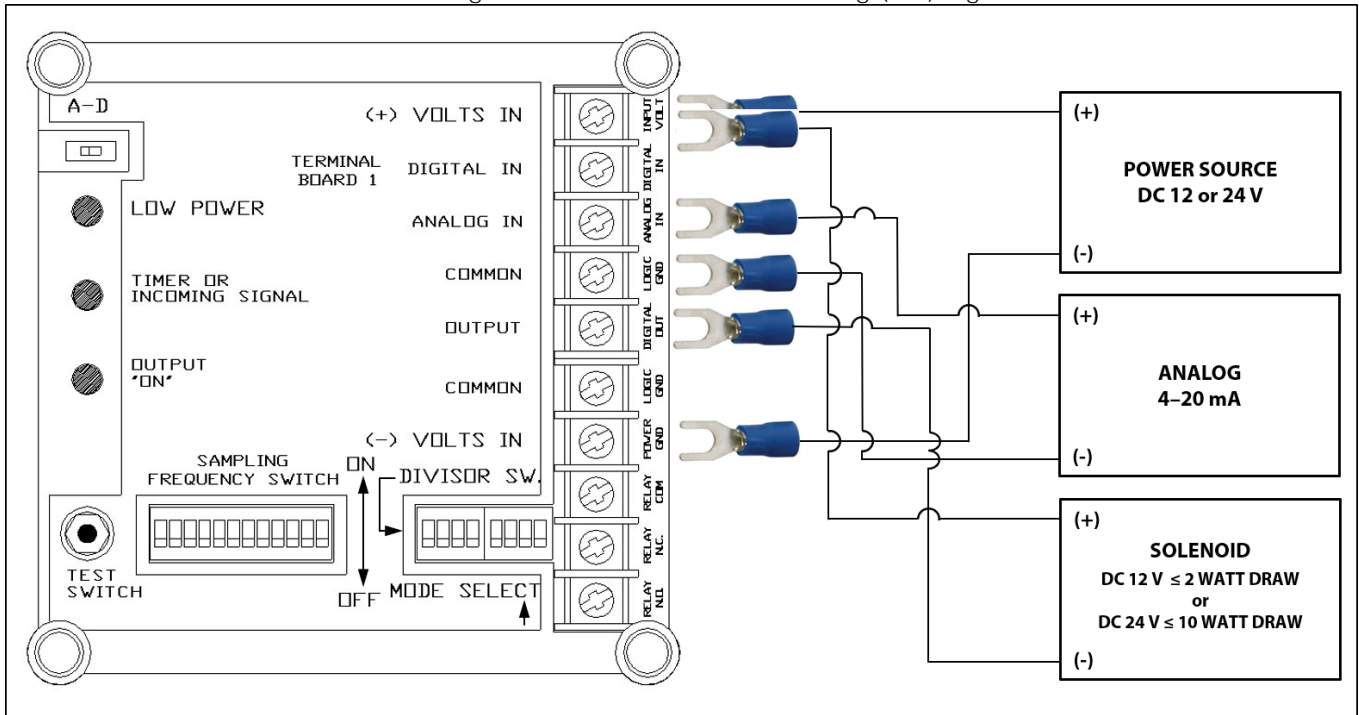 A-D
(+) VOLTS IN
TERMINAL
BOARD 1
DIGITAL IN
LOW POWER
ANALOG IN
TIMER OR
INCOMING SIGNAL
COMMON
OUTPUT
OUTPUT
"ON"
COMMON
(-) VOLTS IN
SAMPLING
FREQUENCY SWITCH
ON
DIVISOR SW.
TEST
SWITCH
OFF
MODE SELECT
INPUT
VOLT
DIGITAL
IN
ANALOG
IN
LOGIC
GND
DIGITAL
OUT
LOGIC
GND
POWER
GND
RELAY
COM
RELAY
N.C.
RELAY
N.O.
(+)
POWER SOURCE
DC 12 or 24 V
(-)
(+)
ANALOG
4–20 mA
(-)
(+)
SOLENOID
DC 12 V ≤ 2 WATT DRAW
or
DC 24 V ≤ 10 WATT DRAW
(-)